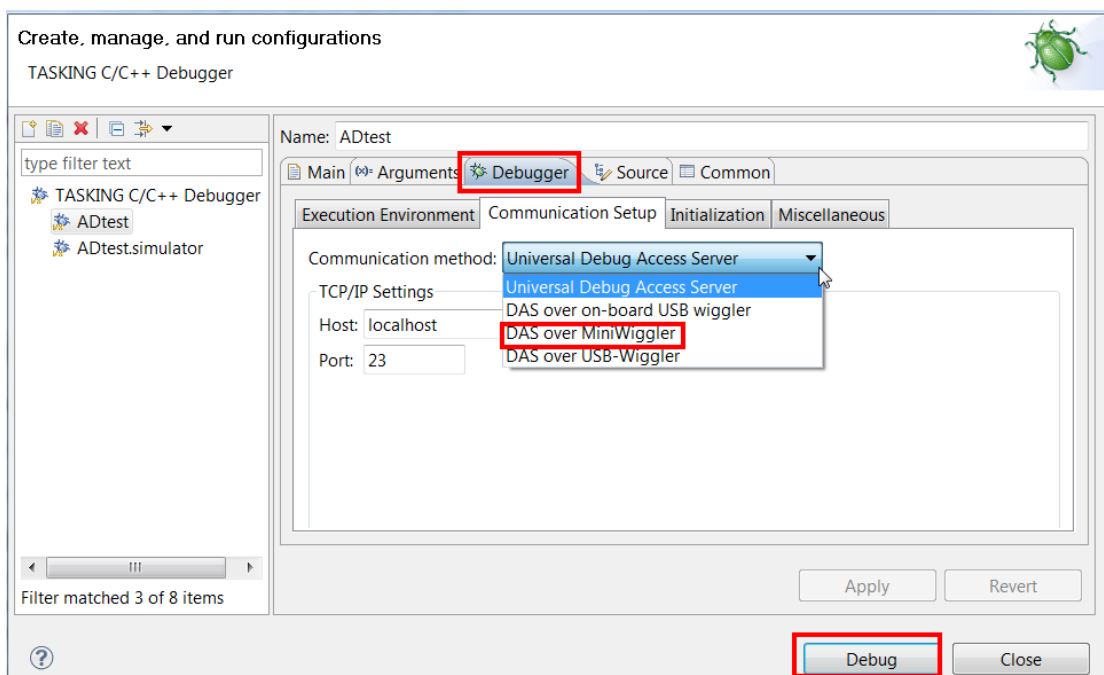 Create, manage, and run configurations
TASKING C/C++ Debugger
type filter text
TASKING C/C++ Debugger
ADtest
ADtest.simulator
Filter matched 3 of 8 items
Name: ADtest
Main (x)= Arguments Debugger Source Common
Execution Environment Communication Setup Initialization Miscellaneous
Communication method: Universal Debug Access Server
Universal Debug Access Server
DAS over on-board USB wiggler
DAS over MiniWiggler
DAS over USB-Wiggler
TCP/IP Settings
Host: localhost
Port: 23
Apply Revert
? Debug Close